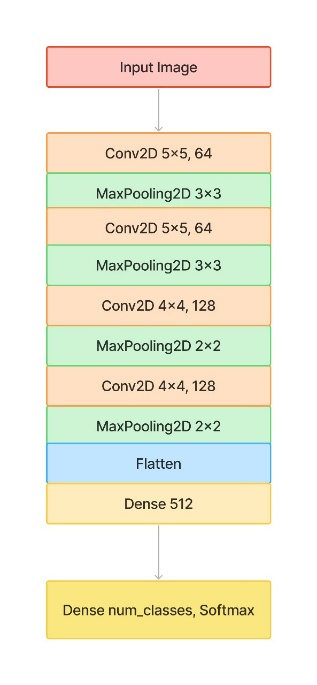 Input Image
Conv2D 5×5, 64
MaxPooling2D 3×3
Conv2D 5×5, 64
MaxPooling2D 3×3
Conv2D 4×4, 128
MaxPooling2D 2×2
Conv2D 4×4, 128
MaxPooling2D 2×2
Flatten
Dense 512
Dense num_classes, Softmax